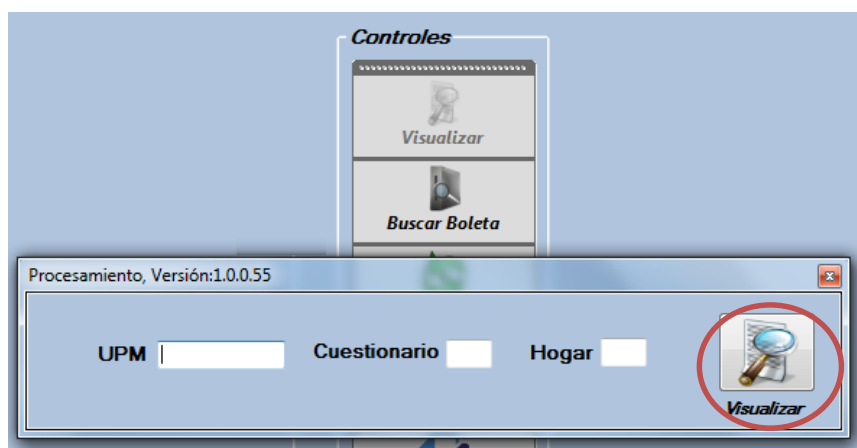 Controles
Visualizar
Buscar Boleta
Procesamiento, Versión:1.0.0.55
UPM Cuestionario Hogar
Visualizar